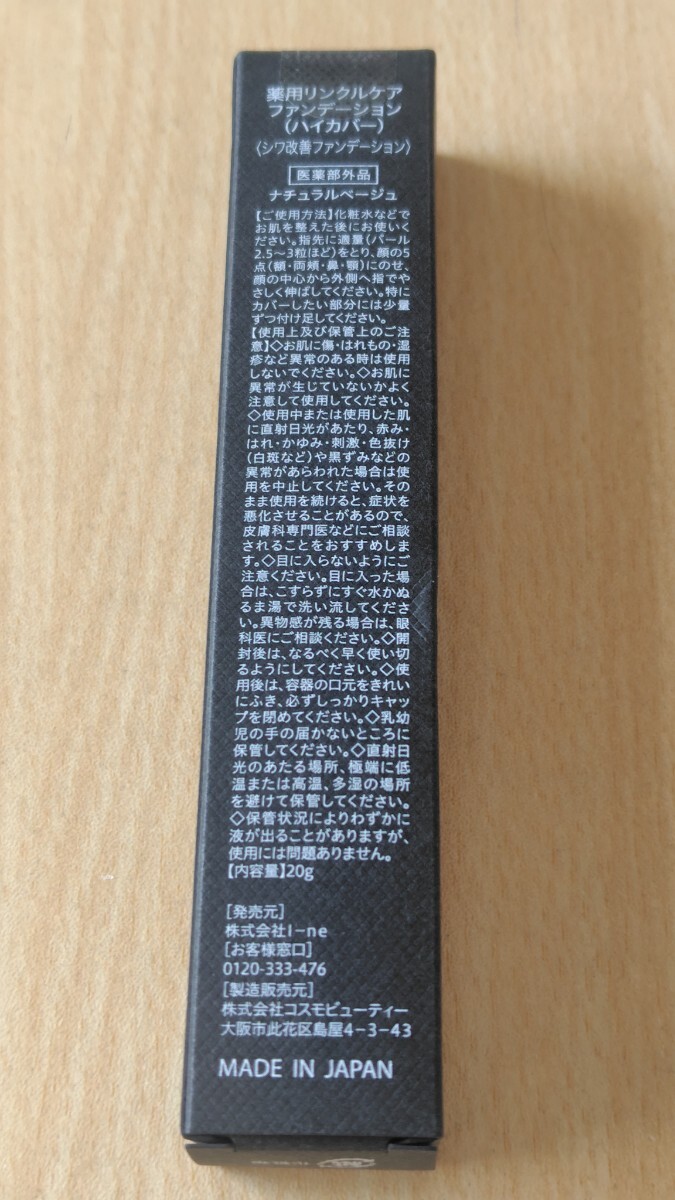 薬用リンクルケア
ファンデーション
(ハイカバー)
〈シワ改善ファンデーション〉
医薬部外品
ナチュラルベージュ
【ご使用方法】化粧水などで
お肌を整えた後にお使いく
ださい。指先に適量(パール
2.5～3粒ほど)をとり、顔の5
点(額・両頬・鼻・顎)にのせ、
顔の中心から外側へ指でや
さしく伸ばしてください。特に
カバーしたい部分には少量
ずつ付け足してください。
【使用上及び保管上のご注
意】◇お肌に傷・はれもの・湿
疹など異常のある時は使用
しないでください。◇お肌に
異常が生じていないかよく
注意して使用してください。
◇使用中または使用した肌
に直射日光があたり、赤み・
はれ・かゆみ・刺激・色抜け
(白斑など)や黒ずみなどの
異常があらわれた場合は使
用を中止してください。その
まま使用を続けると、症状を
悪化させることがあるので、
皮膚科専門医などにご相談
されることをおすすめしま
す。◇目に入らないようにご
注意ください。目に入った場
合は、こすらずにすぐ水かぬ
るま湯で洗い流してくださ
い。異物感が残る場合は、眼
科医にご相談ください。◇開
封後は、なるべく早く使い切
るようにしてください。◇使
用後は、容器の口元をきれい
にふき、必ずしっかりキャッ
プを閉めてください。◇乳幼
児の手の届かないところに
保管してください。◇直射日
光のあたる場所、極端に低
温または高温、多湿の場所
を避けて保管してください。
◇保管状況によりわずかに
液が出ることがありますが、
使用には問題ありません。
【内容量】20g
［発売元］
株式会社I-ne
［お客様窓口］
0120-333-476
［製造販売元］
株式会社コスモビューティー
大阪市此花区島屋4-3-43
MADE IN JAPAN